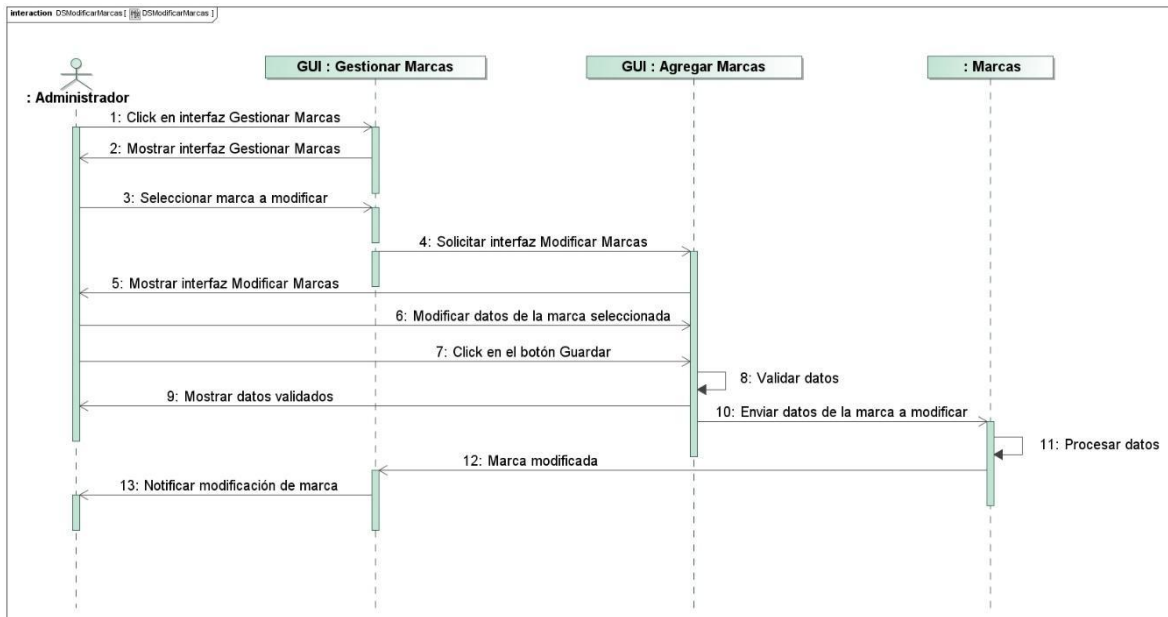 interaction DSModificarMarcas [ DSModificarMarcas ]
GUI : Gestionar Marcas
GUI : Agregar Marcas
: Marcas
: Administrador
1: Click en interfaz Gestionar Marcas
2: Mostrar interfaz Gestionar Marcas
3: Seleccionar marca a modificar
4: Solicitar interfaz Modificar Marcas
5: Mostrar interfaz Modificar Marcas
6: Modificar datos de la marca seleccionada
7: Click en el botón Guardar
8: Validar datos
9: Mostrar datos validados
10: Enviar datos de la marca a modificar
11: Procesar datos
12: Marca modificada
13: Notificar modificación de marca